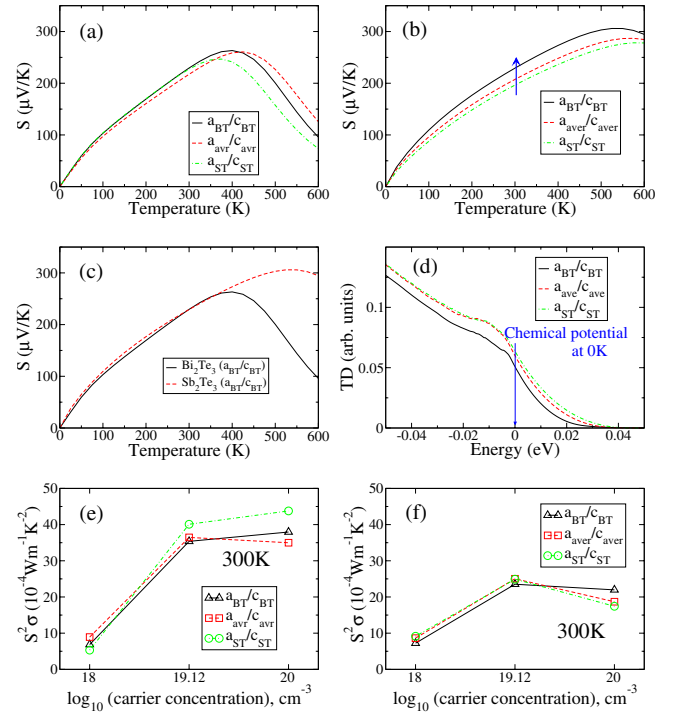 (a)
S (μV/K)
300
200
100
0
0 100 200 300 400 500 600
Temperature (K)
a_BT/c_BT
a_avr/c_avr
a_ST/c_ST
(b)
S (μV/K)
300
200
100
0
0 100 200 300 400 500 600
Temperature (K)
a_BT/c_BT
a_aver/c_aver
a_ST/c_ST
(c)
S (μV/K)
300
200
100
0
0 100 200 300 400 500 600
Temperature (K)
Bi₂Te₃ (a_BT/c_BT)
Sb₂Te₃ (a_BT/c_BT)
(d)
TD (arb. units)
0.1
0.05
0
-0.04 -0.02 0 0.02 0.04
Energy (eV)
a_BT/c_BT
a_ave/c_ave
a_ST/c_ST
Chemical potential
at 0K
(e)
S²σ (10⁻⁴Wm⁻¹K⁻²)
50
40
30
20
10
0
18 19.12 20
log₁₀ (carrier concentration), cm⁻³
300K
a_BT/c_BT
a_avr/c_avr
a_ST/c_ST
(f)
S²σ (10⁻⁴Wm⁻¹K⁻²)
50
40
30
20
10
0
18 19.12 20
log₁₀ (carrier concentration), cm⁻³
a_BT/c_BT
a_aver/c_aver
a_ST/c_ST
300K